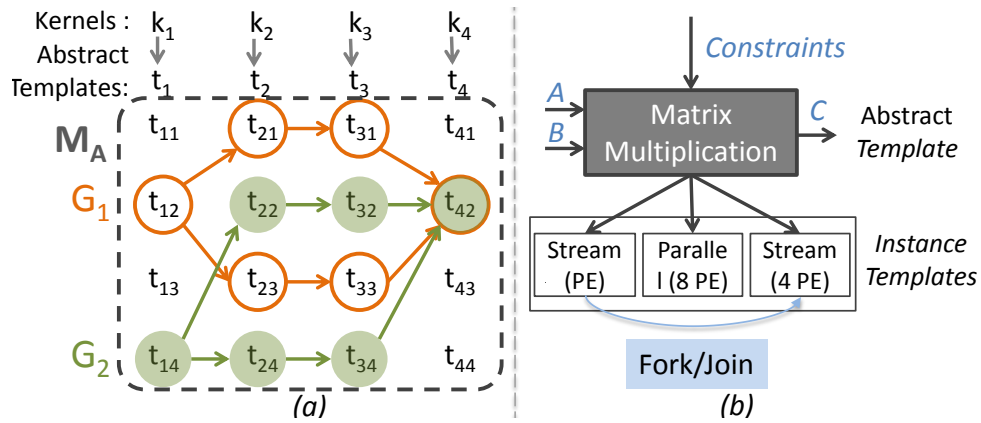 Kernels : k1 k2 k3 k4
Abstract
Templates: t1 t2 t3 t4
MA t11 t21 t31 t41
G1 t12 t22 t32 t42
t13 t23 t33 t43
G2 t14 t24 t34 t44
(a)
Constraints
A
B
Matrix
Multiplication
C
Abstract
Template
Stream
(PE)
Paralle
l (8 PE)
Stream
(4 PE)
Instance
Templates
Fork/Join
(b)